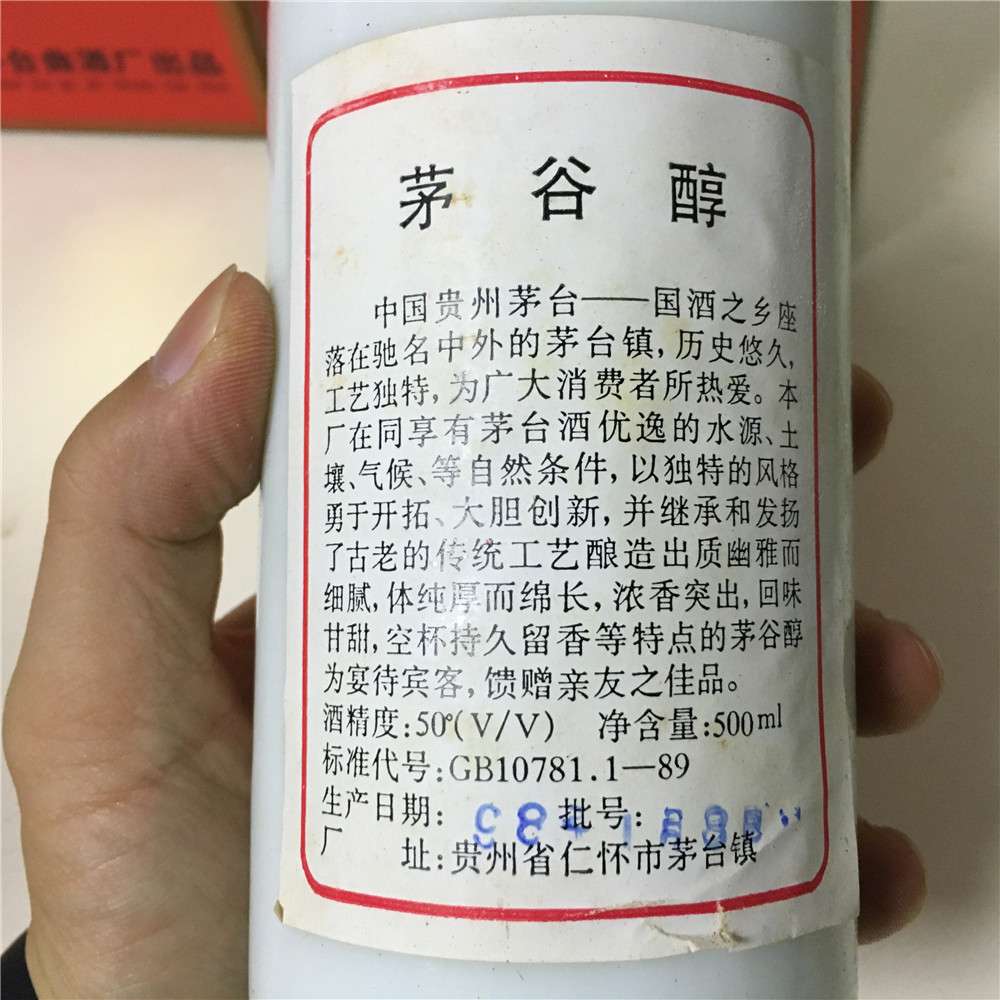 台曲酒厂出品
茅谷醇
中国贵州茅台——国酒之乡座
落在驰名中外的茅台镇,历史悠久,
工艺独特,为广大消费者所热爱。本
厂在同享有茅台酒优逸的水源、土
壤、气候、等自然条件,以独特的风格
勇于开拓、大胆创新,并继承和发扬
了古老的传统工艺酿造出质幽雅而
细腻,体纯厚而绵长,浓香突出,回味
甘甜,空杯持久留香等特点的茅谷醇
为宴待宾客,馈赠亲友之佳品。
酒精度:50°(V/V) 净含量:500ml
标准代号:GB10781.1—89
生产日期: 批号:
厂 址:贵州省仁怀市茅台镇